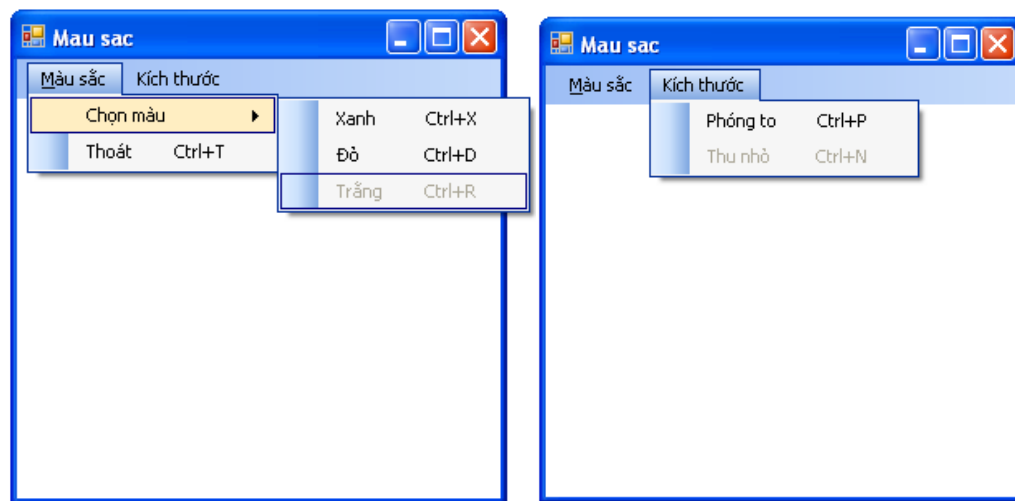 Mau sac
Màu sắc Kích thước
Chọn màu
Thoát Ctrl+T
Xanh Ctrl+X
Đỏ Ctrl+D
Trắng Ctrl+R
Mau sac
Màu sắc Kích thước
Phóng to Ctrl+P
Thu nhỏ Ctrl+N